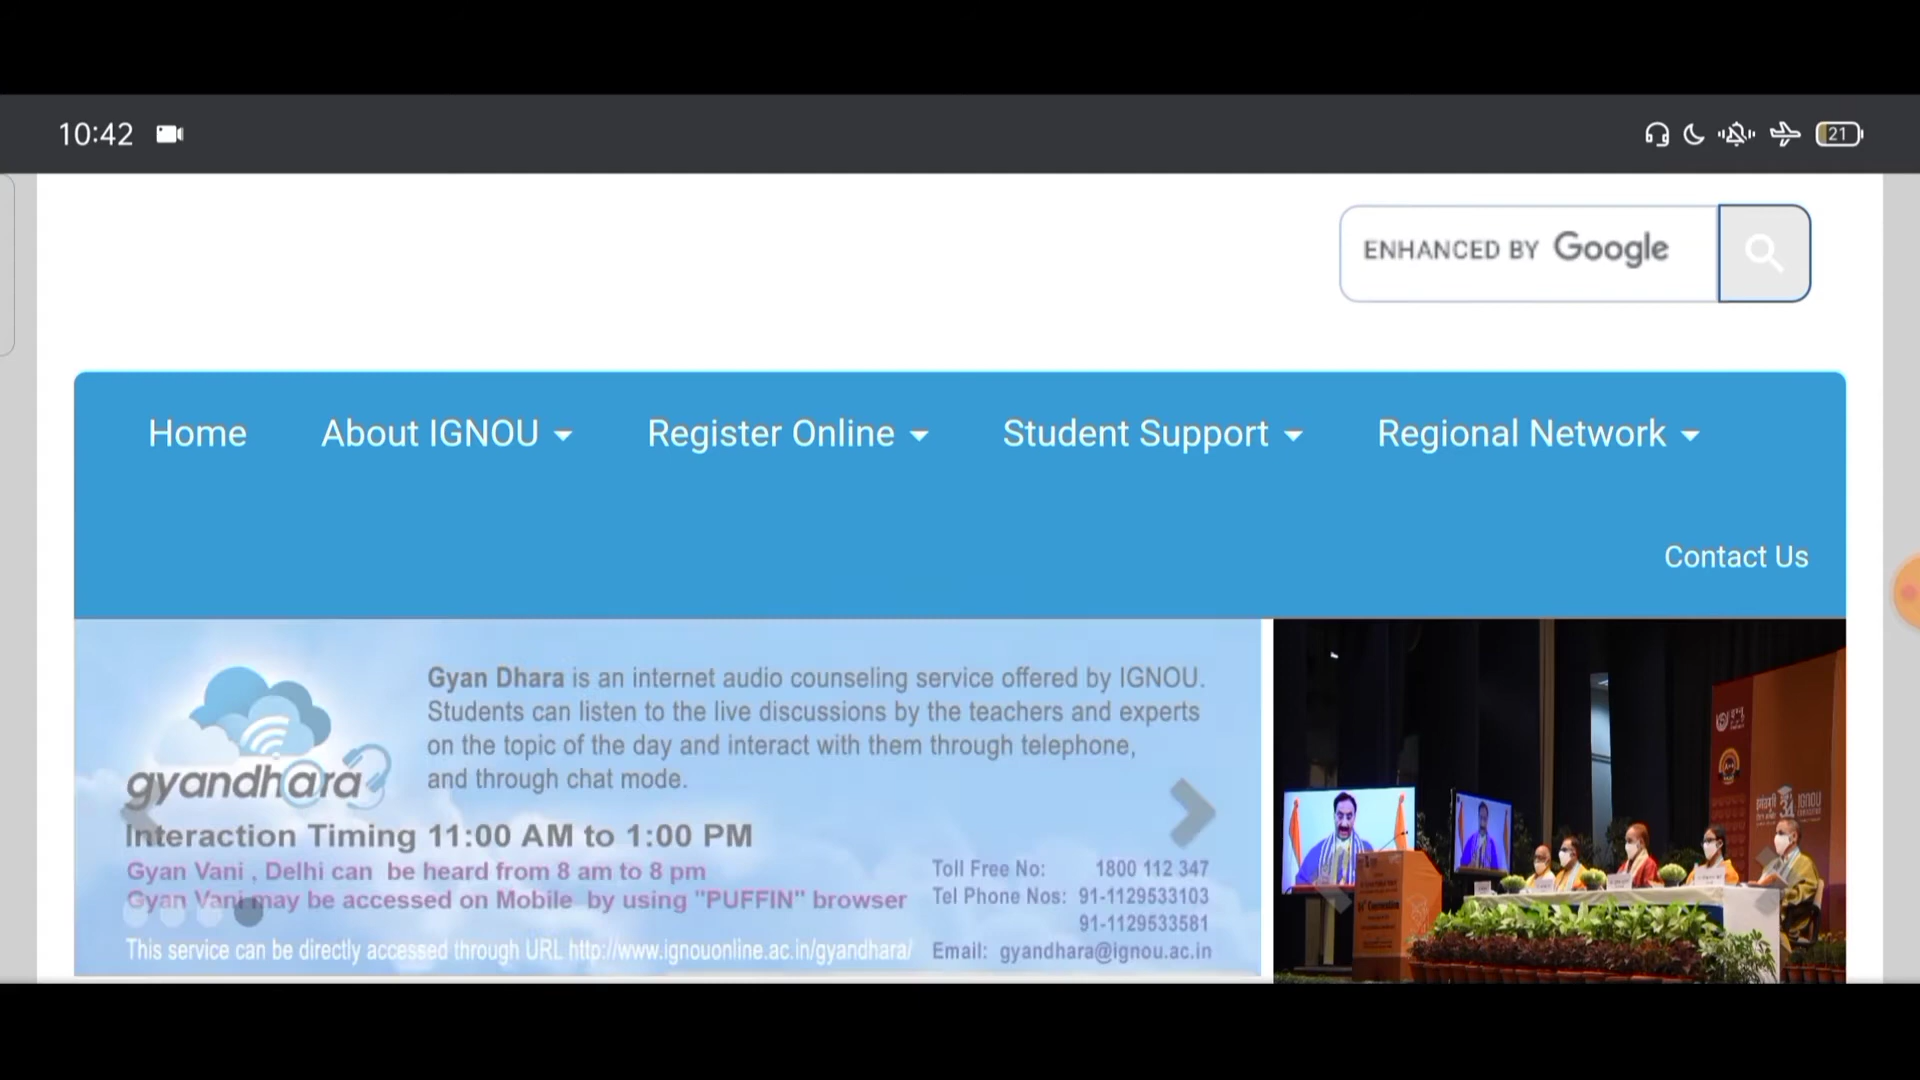 10:42
21
ENHANCED BY Google
Home
About IGNOU
Register Online
Student Support
Regional Network
Contact Us
Gyan Dhara is an internet audio counseling service offered by IGNOU.
Students can listen to the live discussions by the teachers and experts
on the topic of the day and interact with them through telephone,
and through chat mode.
gyandhara
Interaction Timing 11:00 AM to 1:00 PM
Gyan Vani , Delhi can be heard from 8 am to 8 pm
Gyan Vani may be accessed on Mobile by using "PUFFIN" browser
This service can be directly accessed through URL http://www.ignouonline.ac.in/gyandhara/
Toll Free No: 1800 112 347
Tel Phone Nos: 91-1129533103
91-1129533581
Email: gyandhara@ignou.ac.in
IGNOU